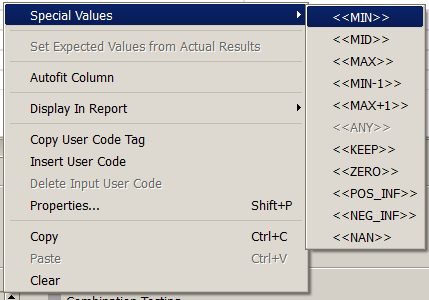 Special Values
Set Expected Values from Actual Results
Autofit Column
Display In Report
Copy User Code Tag
Insert User Code
Delete Input User Code
Properties... Shift+P
Copy Ctrl+C
Paste Ctrl+V
Clear
<<MIN>>
<<MID>>
<<MAX>>
<<MIN-1>>
<<MAX+1>>
<<ANY>>
<<KEEP>>
<<ZERO>>
<<POS_INF>>
<<NEG_INF>>
<<NAN>>
Combination Testing